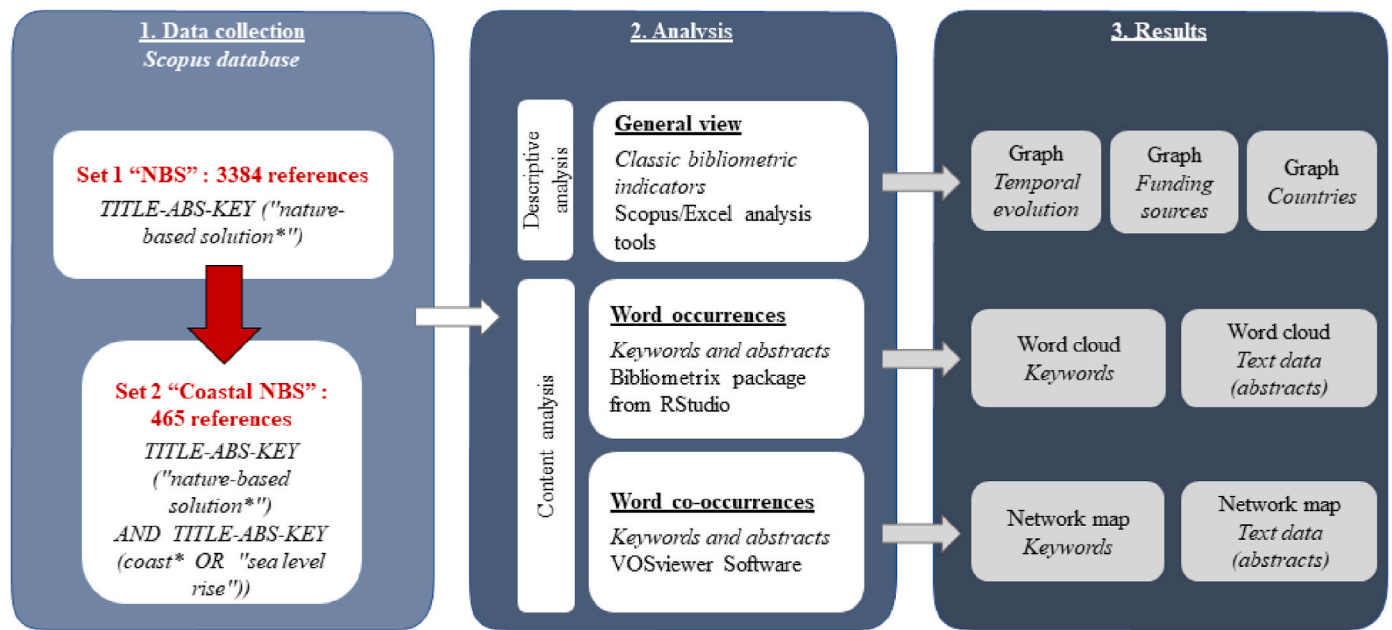 1. Data collection
Scopus database
Set 1 “NBS” : 3384 references
TITLE-ABS-KEY ("nature-
based solution*")
Set 2 “Coastal NBS” :
465 references
TITLE-ABS-KEY
("nature-based
solution*")
AND TITLE-ABS-KEY
(coast* OR "sea level
rise"))
2. Analysis
Descriptive
analysis
General view
Classic bibliometric
indicators
Scopus/Excel analysis
tools
Content analysis
Word occurrences
Keywords and abstracts
Bibliometrix package
from RStudio
Word co-occurrences
Keywords and abstracts
VOSviewer Software
3. Results
Graph
Temporal
evolution
Graph
Funding
sources
Graph
Countries
Word cloud
Keywords
Word cloud
Text data
(abstracts)
Network map
Keywords
Network map
Text data
(abstracts)